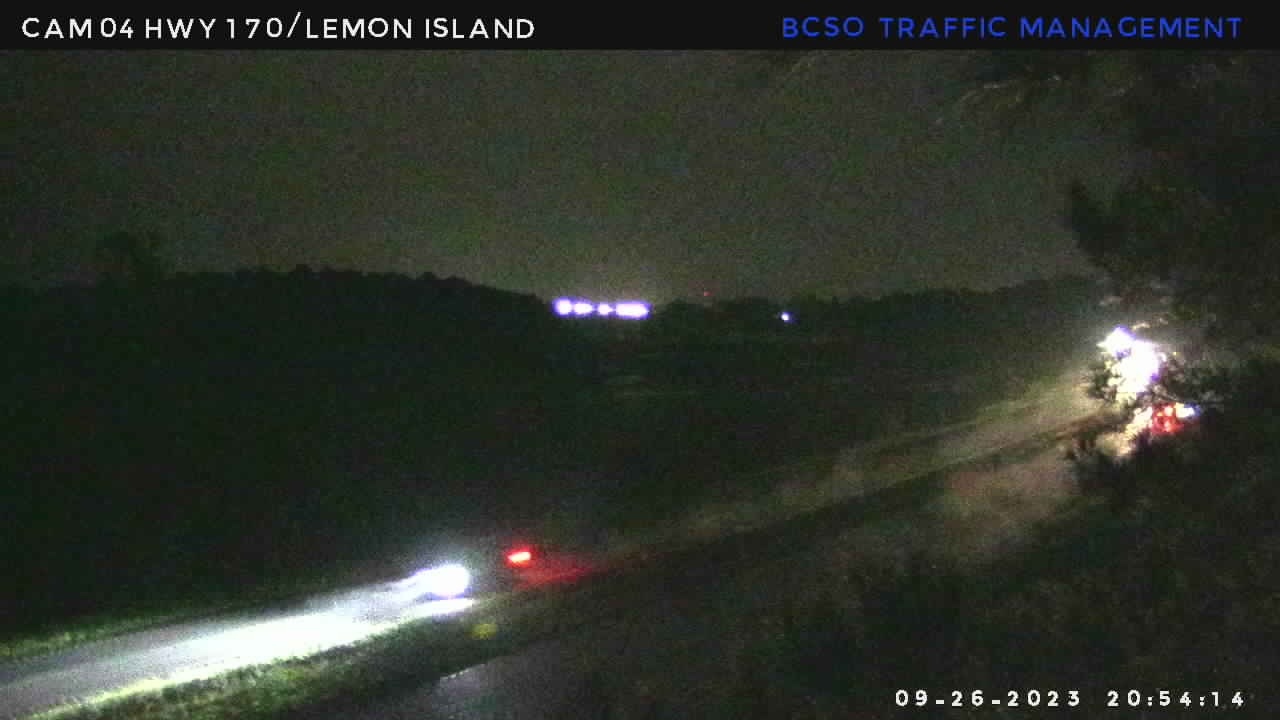 CAM04 HWY 170/LEMON ISLAND
BCSO TRAFFIC MANAGEMENT
09-26-2023 20:54:14